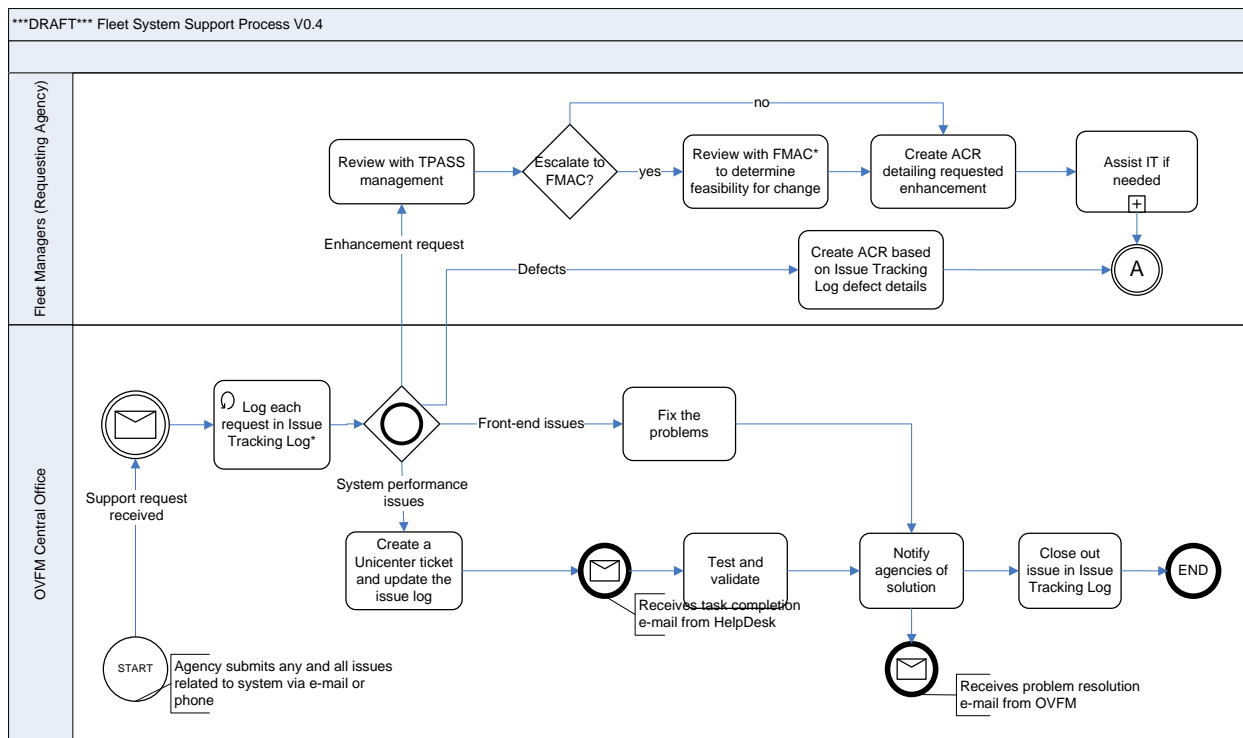 ***DRAFT*** Fleet System Support Process V0.4
Fleet Managers (Requesting Agency)
no
Review with TPASS
management
Escalate to
FMAC?
yes
Review with FMAC*
to determine
feasibility for change
Create ACR
detailing requested
enhancement
Assist IT if
needed
Enhancement request
Defects
Create ACR based
on Issue Tracking
Log defect details
A
OVFM Central Office
Log each
request in Issue
Tracking Log*
Front-end issues
Fix the
problems
System performance
issues
Support request
received
Create a
Unicenter ticket
and update the
issue log
Test and
validate
Notify
agencies of
solution
Close out
issue in Issue
Tracking Log
END
Receives task completion
e-mail from HelpDesk
START
Agency submits any and all issues
related to system via e-mail or
phone
Receives problem resolution
e-mail from OVFM